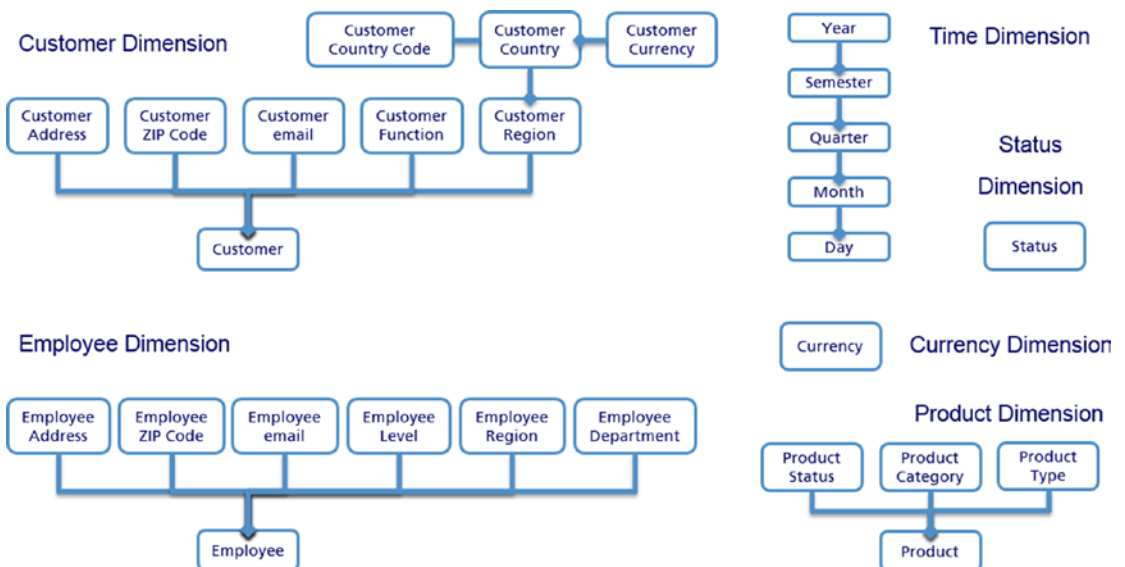 Customer Dimension
Customer
Country Code
Customer
Country
Customer
Currency
Customer
Address
Customer
ZIP Code
Customer
email
Customer
Function
Customer
Region
Customer
Year
Time Dimension
Semester
Quarter
Month
Day
Status
Dimension
Status
Employee Dimension
Employee
Address
Employee
ZIP Code
Employee
email
Employee
Level
Employee
Region
Employee
Department
Employee
Currency
Currency Dimension
Product Dimension
Product
Status
Product
Category
Product
Type
Product